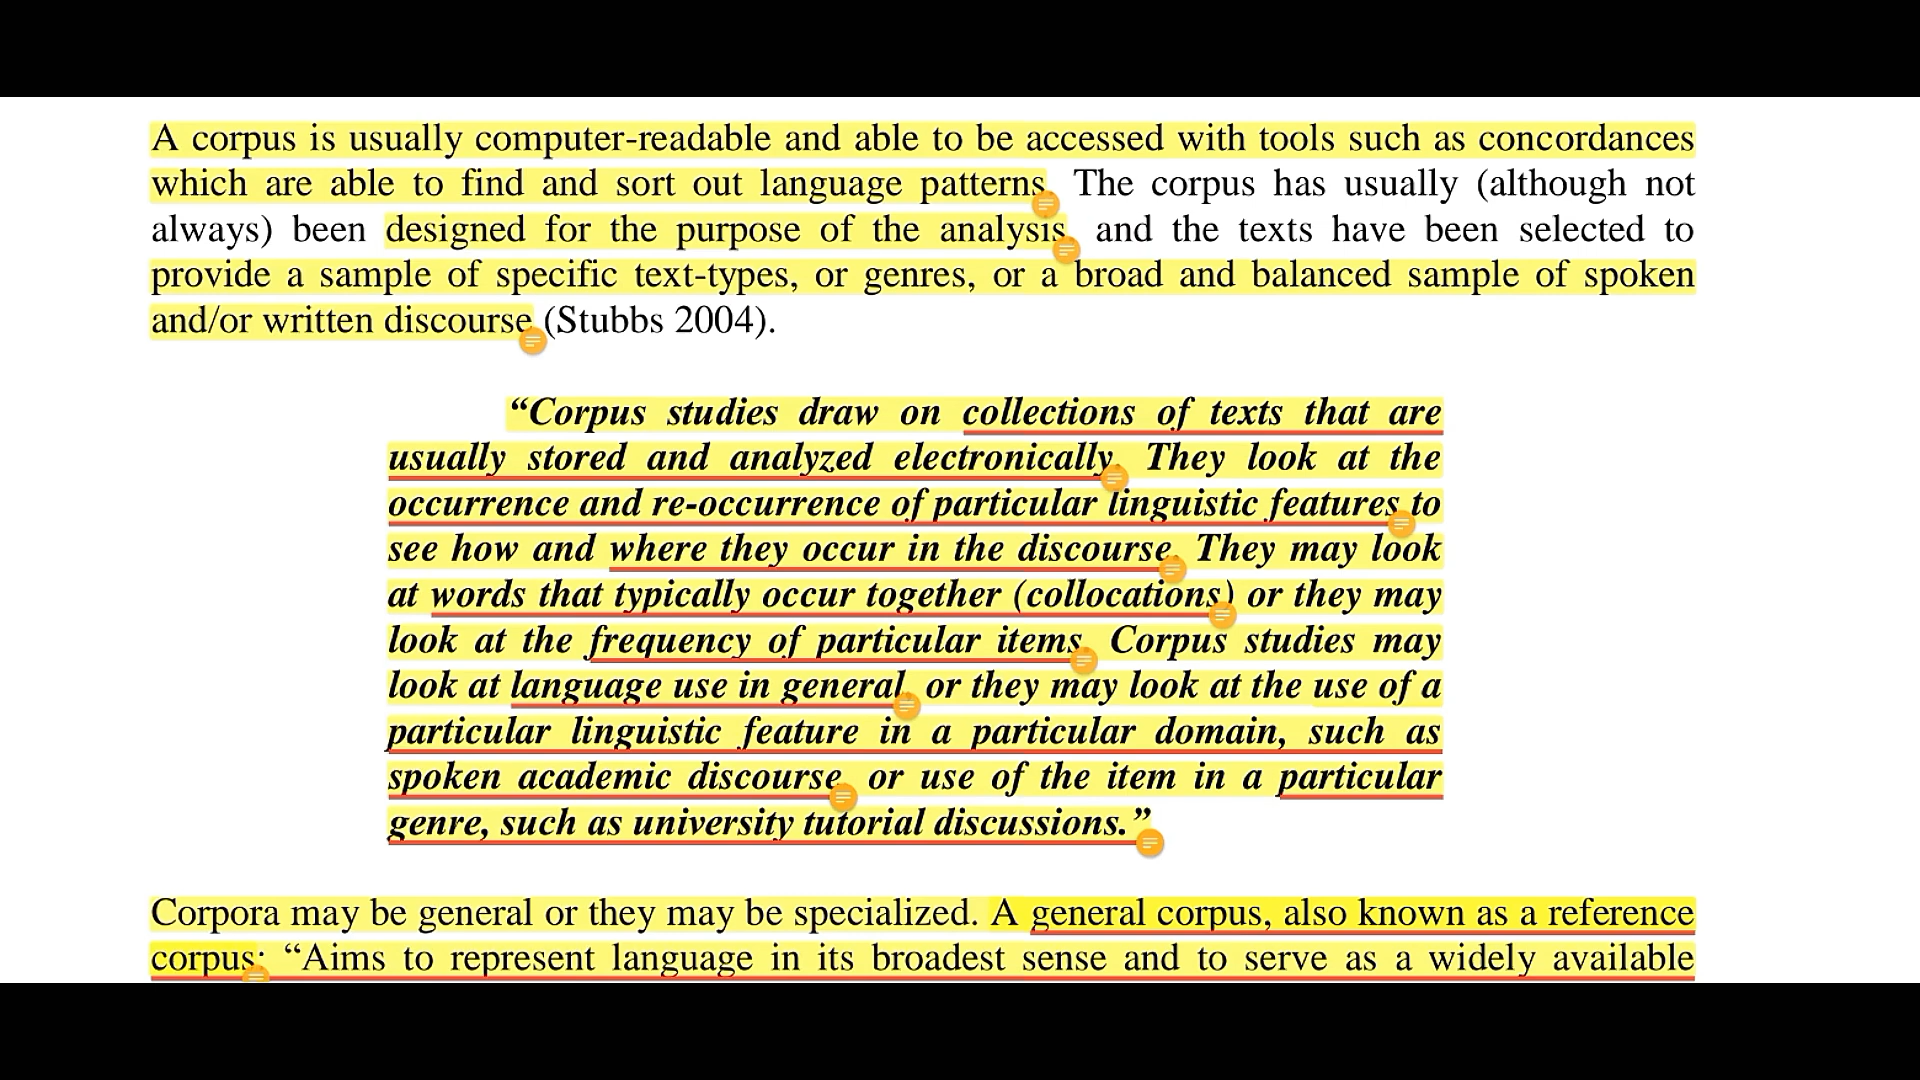 A corpus is usually computer-readable and able to be accessed with tools such as concordances
which are able to find and sort out language patterns. The corpus has usually (although not
always) been designed for the purpose of the analysis, and the texts have been selected to
provide a sample of specific text-types, or genres, or a broad and balanced sample of spoken
and/or written discourse (Stubbs 2004).
“Corpus studies draw on collections of texts that are
usually stored and analyzed electronically. They look at the
occurrence and re-occurrence of particular linguistic features to
see how and where they occur in the discourse. They may look
at words that typically occur together (collocations) or they may
look at the frequency of particular items. Corpus studies may
look at language use in general, or they may look at the use of a
particular linguistic feature in a particular domain, such as
spoken academic discourse, or use of the item in a particular
genre, such as university tutorial discussions.”
Corpora may be general or they may be specialized. A general corpus, also known as a reference
corpus: “Aims to represent language in its broadest sense and to serve as a widely available